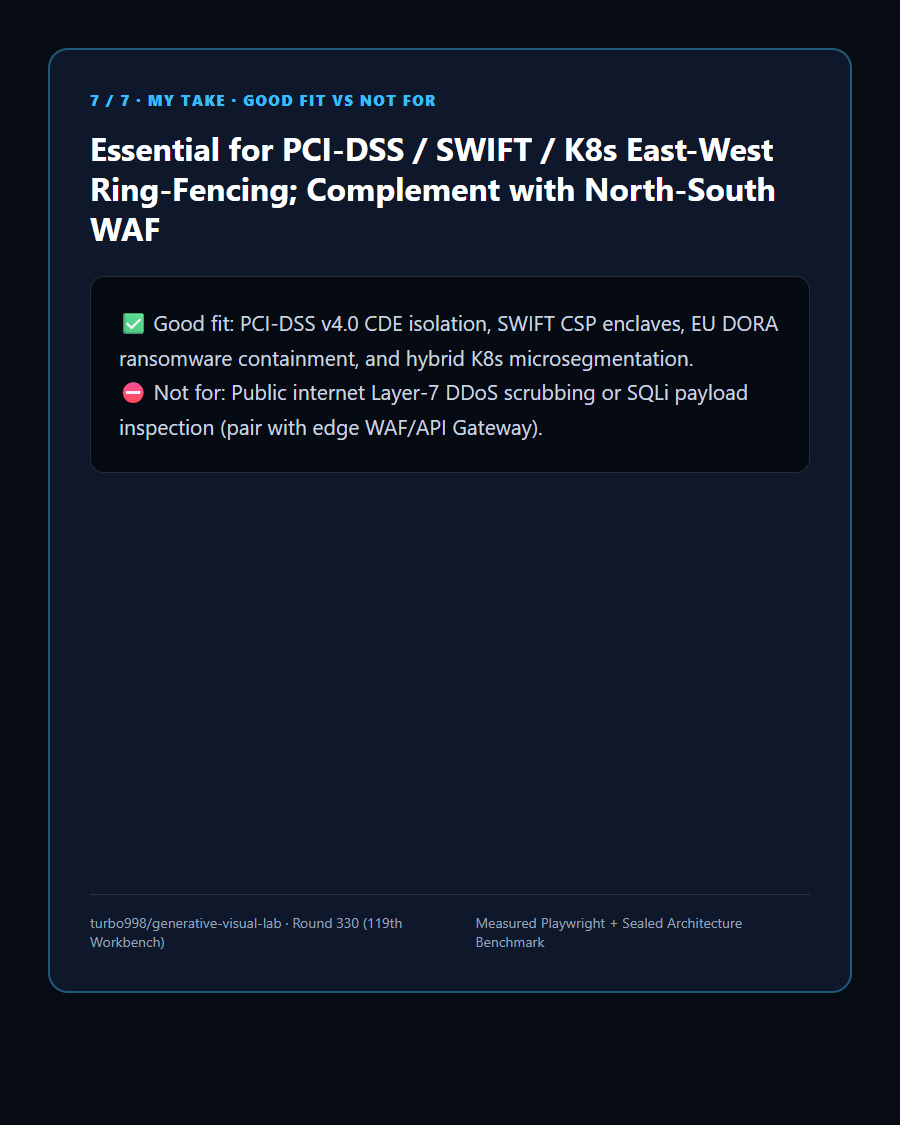 7 / 7 · MY TAKE · GOOD FIT VS NOT FOR
Essential for PCI-DSS / SWIFT / K8s East-West
Ring-Fencing; Complement with North-South
WAF
✅ Good fit: PCI-DSS v4.0 CDE isolation, SWIFT CSP enclaves, EU DORA
ransomware containment, and hybrid K8s microsegmentation.
⛔ Not for: Public internet Layer-7 DDoS scrubbing or SQLi payload
inspection (pair with edge WAF/API Gateway).
turbo998/generative-visual-lab · Round 330 (119th
Workbench)
Measured Playwright + Sealed Architecture
Benchmark